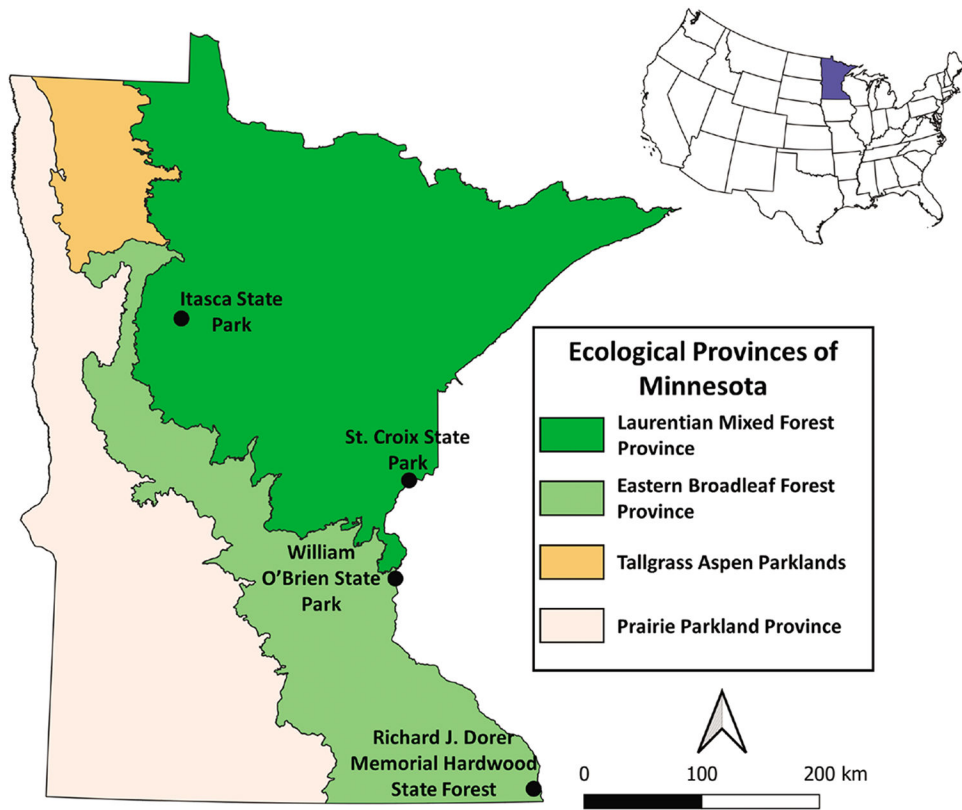 Itasca State
Park
St. Croix State
Park
William
O'Brien State
Park
Richard J. Dorer
Memorial Hardwood
State Forest
Ecological Provinces of
Minnesota
Laurentian Mixed Forest
Province
Eastern Broadleaf Forest
Province
Tallgrass Aspen Parklands
Prairie Parkland Province
0 100 200 km